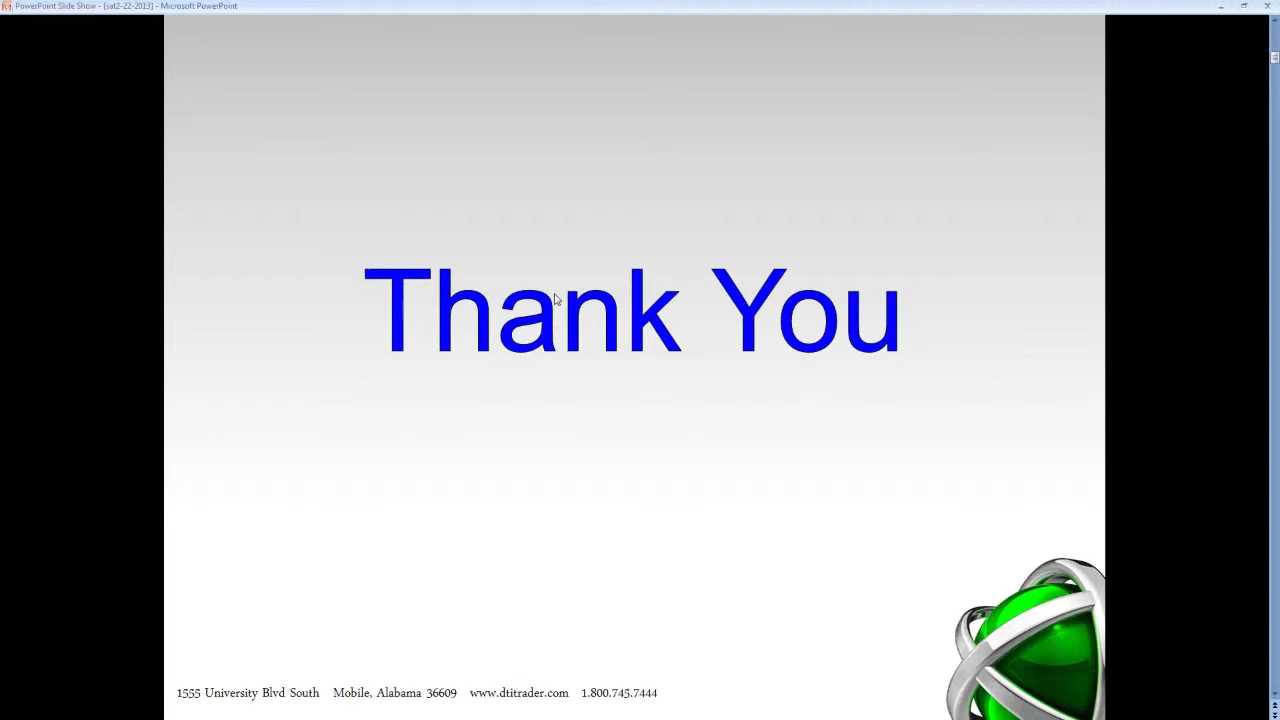 PowerPoint Slide Show - [sat2-22-2013] - Microsoft PowerPoint
Thank You
1555 University Blvd South Mobile, Alabama 36609 www.dtitrader.com 1.800.745.7444